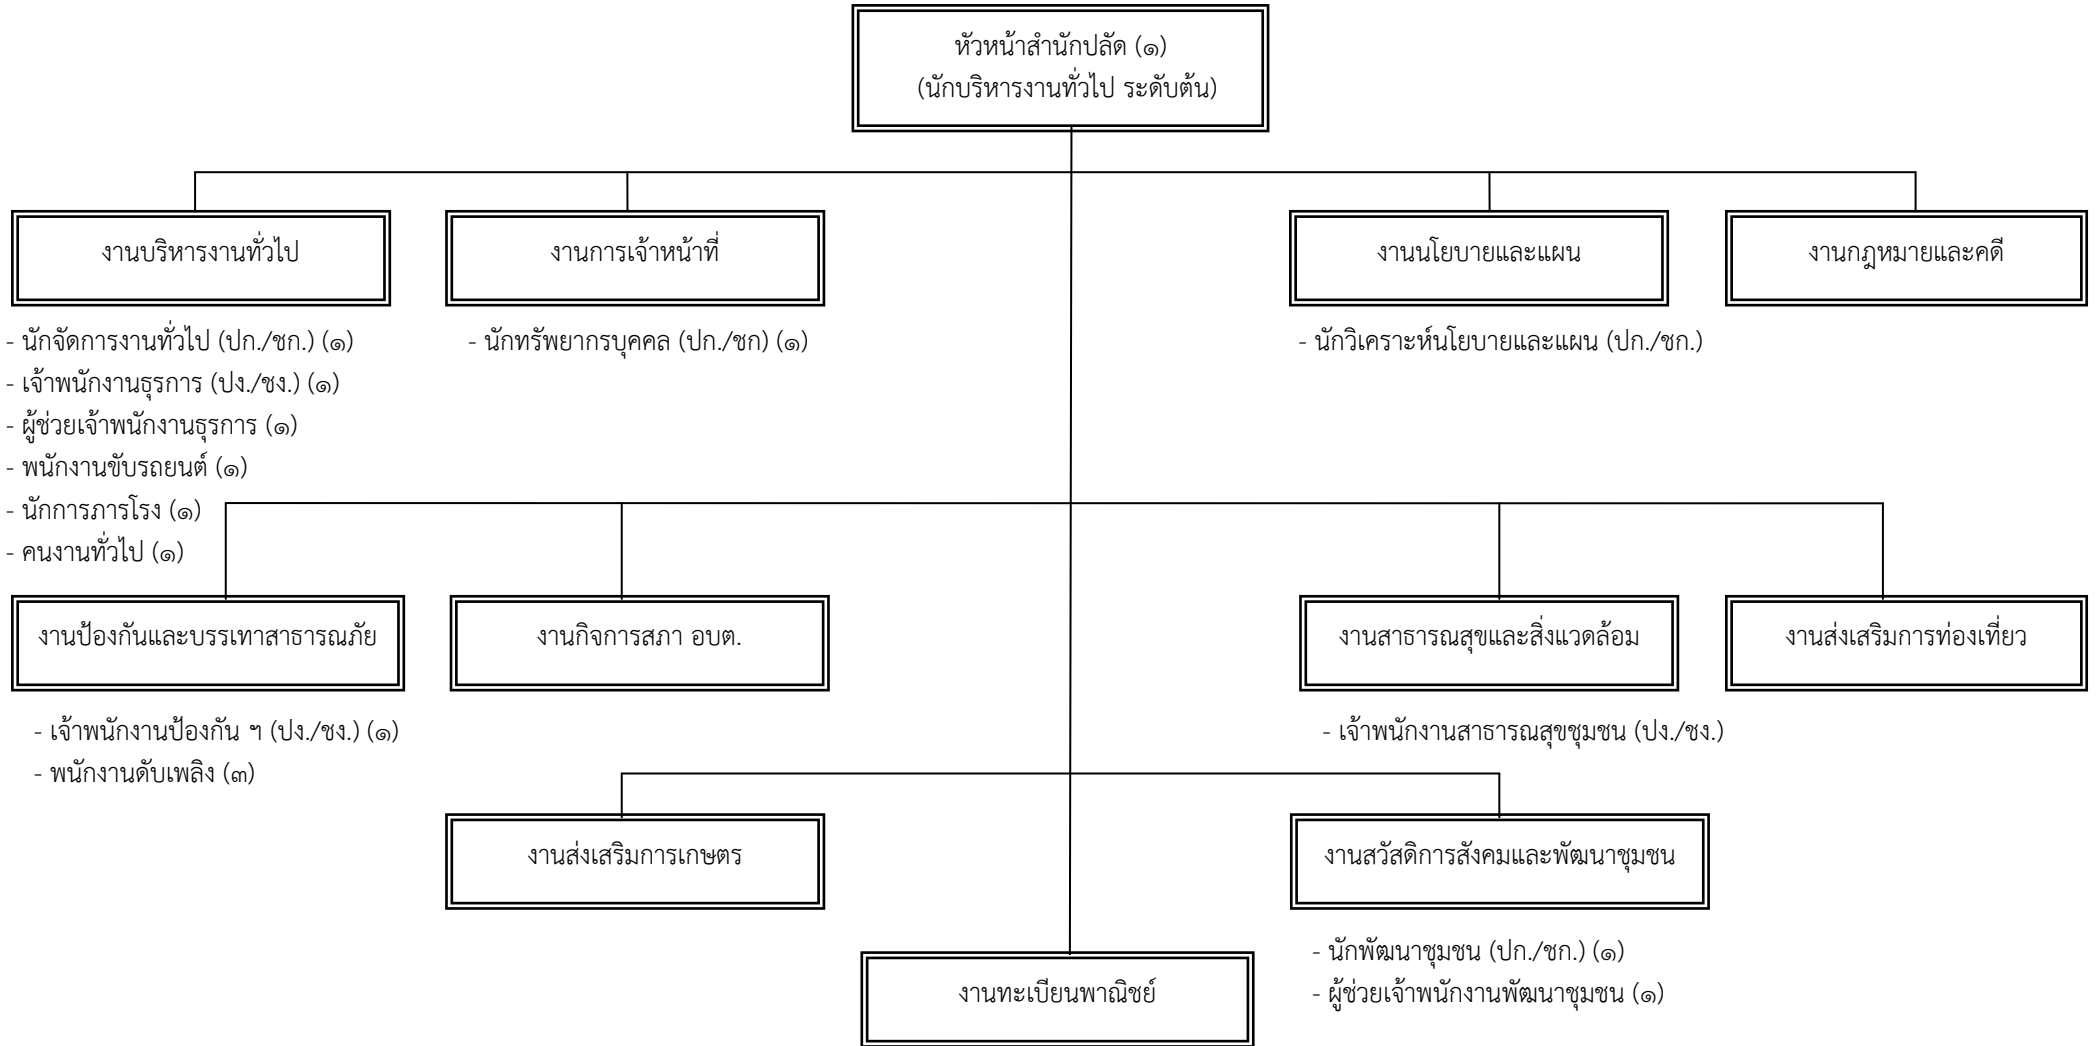 หัวหน้าสำนักปลัด (๑)
(นักบริหารงานทั่วไป ระดับต้น)
งานบริหารงานทั่วไป
- นักจัดการงานทั่วไป (ปก./ชก.) (๑)
- เจ้าพนักงานธุรการ (ปง./ชง.) (๑)
- ผู้ช่วยเจ้าพนักงานธุรการ (๑)
- พนักงานขับรถยนต์ (๑)
- นักการภารโรง (๑)
- คนงานทั่วไป (๑)
งานการเจ้าหน้าที่
- นักทรัพยากรบุคคล (ปก./ชก) (๑)
งานนโยบายและแผน
- นักวิเคราะห์นโยบายและแผน (ปก./ชก.)
งานกฎหมายและคดี
งานป้องกันและบรรเทาสาธารณภัย
- เจ้าพนักงานป้องกัน ฯ (ปง./ชง.) (๑)
- พนักงานดับเพลิง (๓)
งานกิจการสภา อบต.
งานสาธารณสุขและสิ่งแวดล้อม
- เจ้าพนักงานสาธารณสุขชุมชน (ปง./ชง.)
งานส่งเสริมการท่องเที่ยว
งานส่งเสริมการเกษตร
งานสวัสดิการสังคมและพัฒนาชุมชน
- นักพัฒนาชุมชน (ปก./ชก.) (๑)
- ผู้ช่วยเจ้าพนักงานพัฒนาชุมชน (๑)
งานทะเบียนพาณิชย์